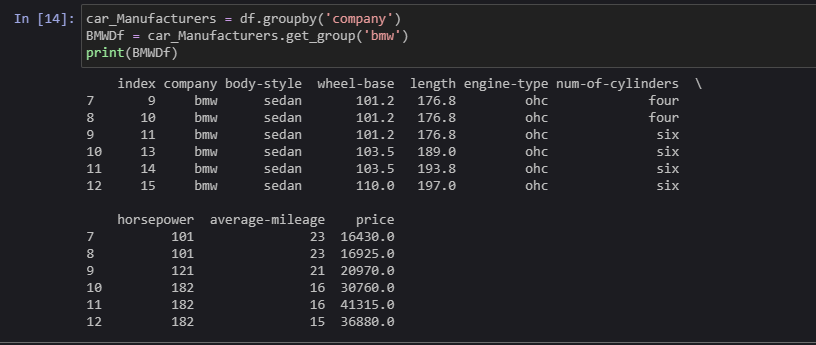 In [14]: car_Manufacturers = df.groupby('company')
BMWDf = car_Manufacturers.get_group('bmw')
print(BMWDf)
index company body-style wheel-base length engine-type num-of-cylinders \
7 9 bmw sedan 101.2 176.8 ohc four
8 10 bmw sedan 101.2 176.8 ohc four
9 11 bmw sedan 101.2 176.8 ohc six
10 13 bmw sedan 103.5 189.0 ohc six
11 14 bmw sedan 103.5 193.8 ohc six
12 15 bmw sedan 110.0 197.0 ohc six
horsepower average-mileage price
7 101 23 16430.0
8 101 23 16925.0
9 121 21 20970.0
10 182 16 30760.0
11 182 16 41315.0
12 182 15 36880.0